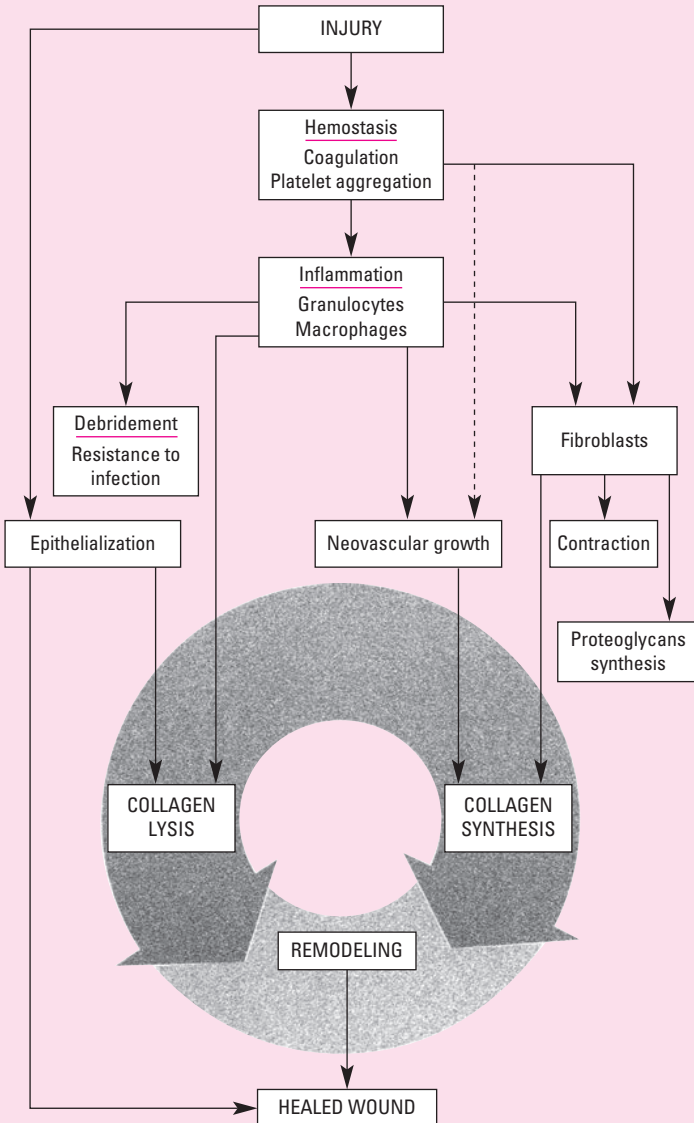 INJURY
Hemostasis
Coagulation
Platelet aggregation
Inflammation
Granulocytes
Macrophages
Debridement
Resistance to
infection
Fibroblasts
Epithelialization
Neovascular growth
Contraction
Proteoglycans
synthesis
COLLAGEN
LYSIS
COLLAGEN
SYNTHESIS
REMODELING
HEALED WOUND